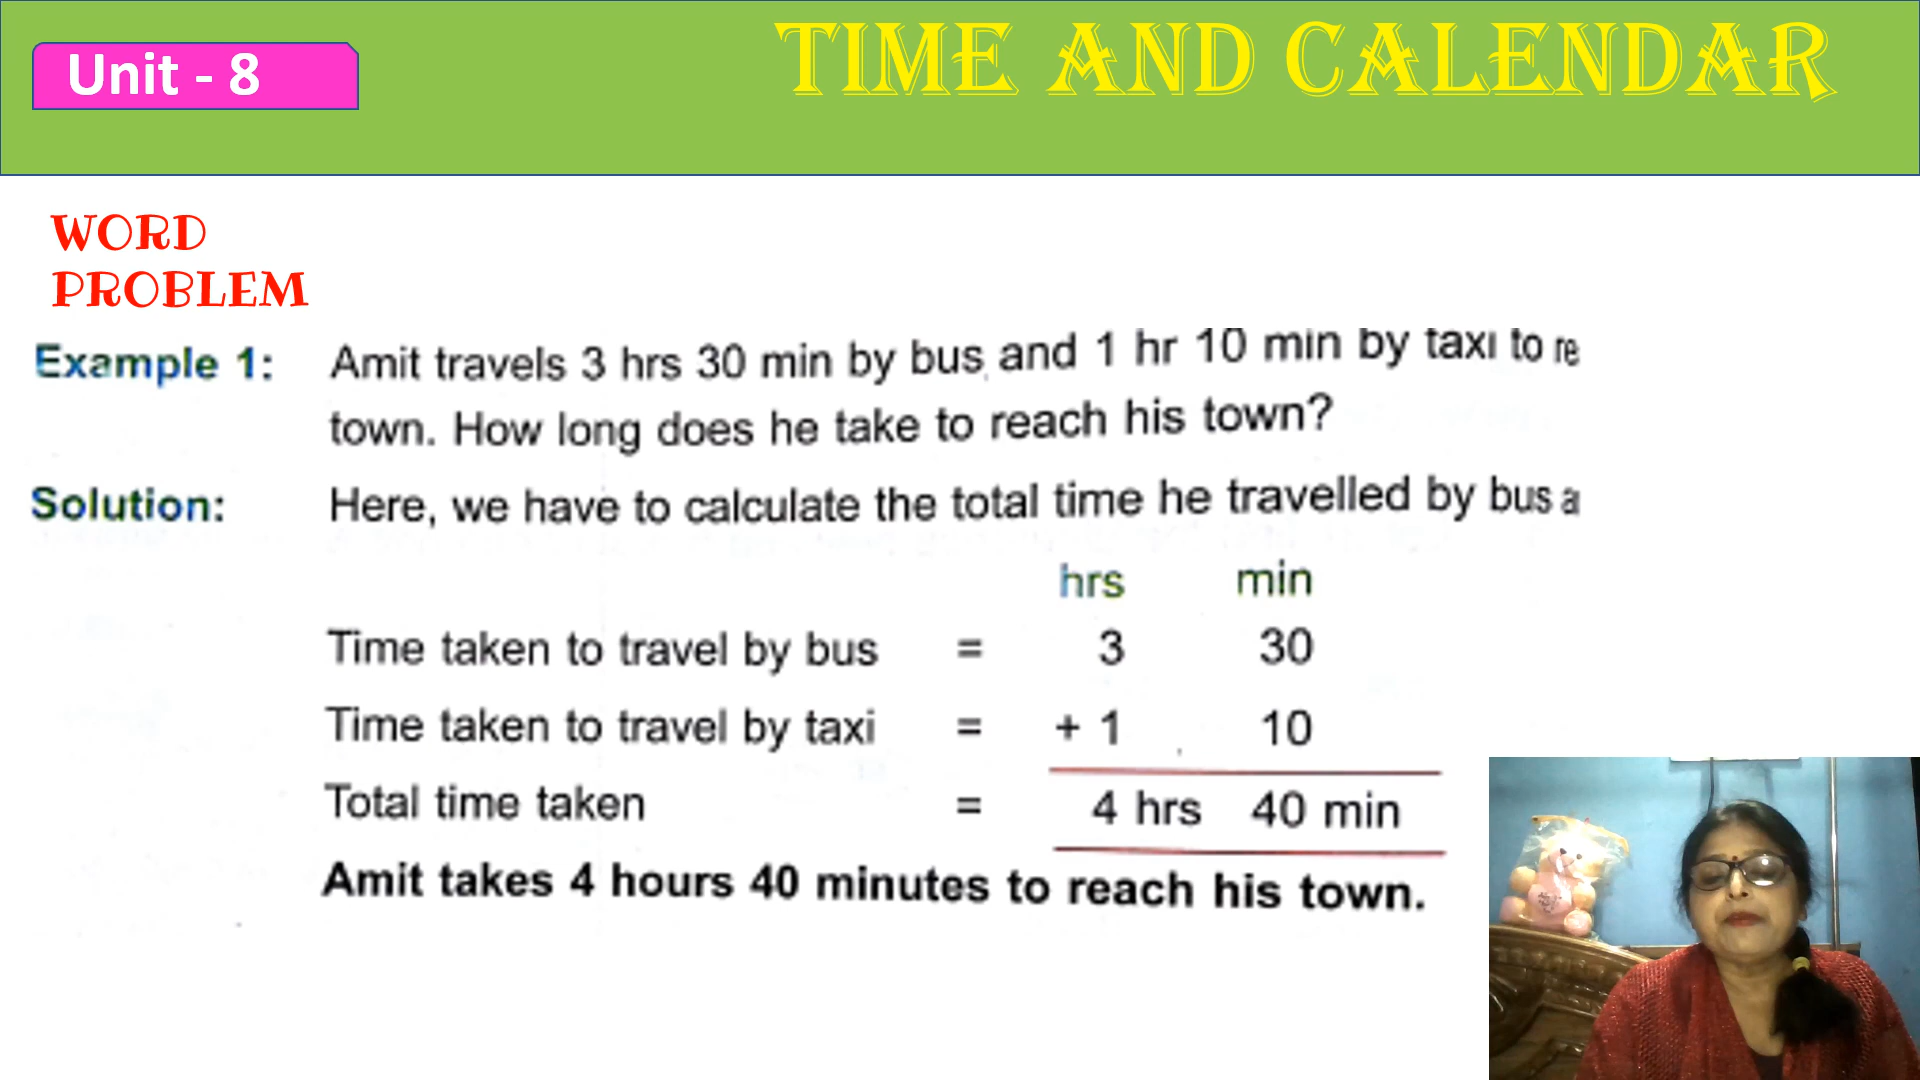 TIME AND CALENDAR
Unit - 8
WORD
PROBLEM
Example 1: Amit travels 3 hrs 30 min by bus and 1 hr 10 min by taxi to re
town. How long does he take to reach his town?
Solution: Here, we have to calculate the total time he travelled by bus a
hrs min
Time taken to travel by bus = 3 30
Time taken to travel by taxi = + 1 10
Total time taken = 4 hrs 40 min
Amit takes 4 hours 40 minutes to reach his town.